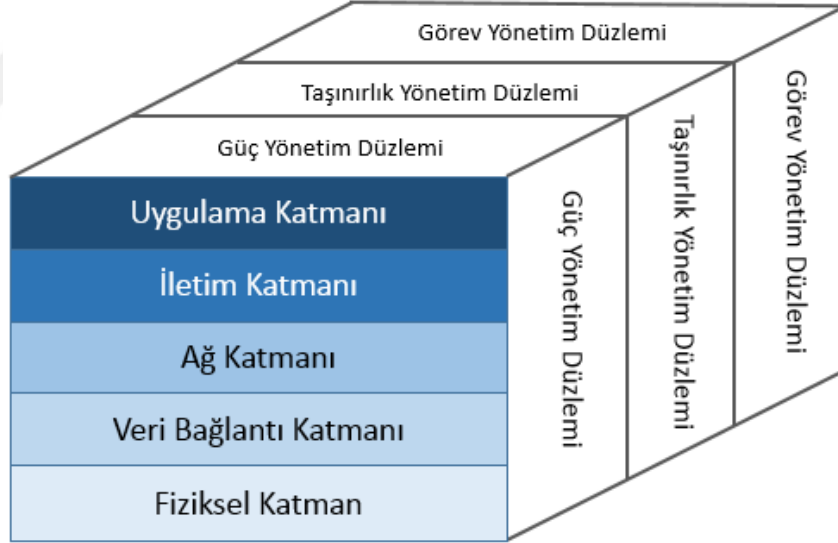 Görev Yönetim Düzlemi
Taşınırlık Yönetim Düzlemi
Güç Yönetim Düzlemi
Uygulama Katmanı
İletim Katmanı
Ağ Katmanı
Veri Bağlantı Katmanı
Fiziksel Katman
Güç Yönetim Düzlemi
Taşınırlık Yönetim Düzlemi
Görev Yönetim Düzlemi